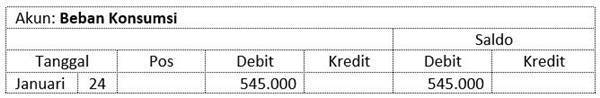 Akun: Beban Konsumsi
Saldo
Tanggal Pos Debit Kredit Debit Kredit
Januari 24 545.000 545.000